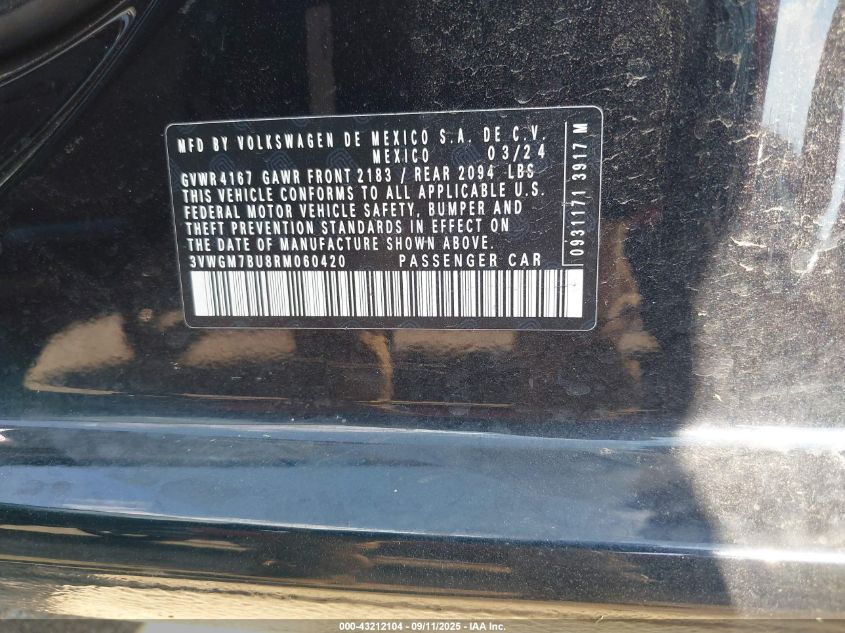 MFD BY VOLKSWAGEN DE MEXICO S.A. DE C.V.
MEXICO 03/24
GVWR 4167 GAWR FRONT 2183 / REAR 2094 LBS
THIS VEHICLE CONFORMS TO ALL APPLICABLE U.S.
FEDERAL MOTOR VEHICLE SAFETY, BUMPER AND
THEFT PREVENTION STANDARDS IN EFFECT ON
THE DATE OF MANUFACTURE SHOWN ABOVE.
3VWGM7BU8RM060420 PASSENGER CAR
0931171 3917 M
000-43212104 - 09/11/2025 - IAA Inc.